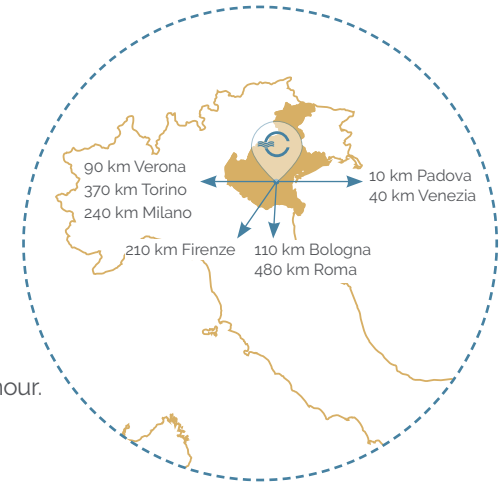 90 km Verona
370 km Torino
240 km Milano
10 km Padova
40 km Venezia
210 km Firenze
110 km Bologna
480 km Roma
hour.